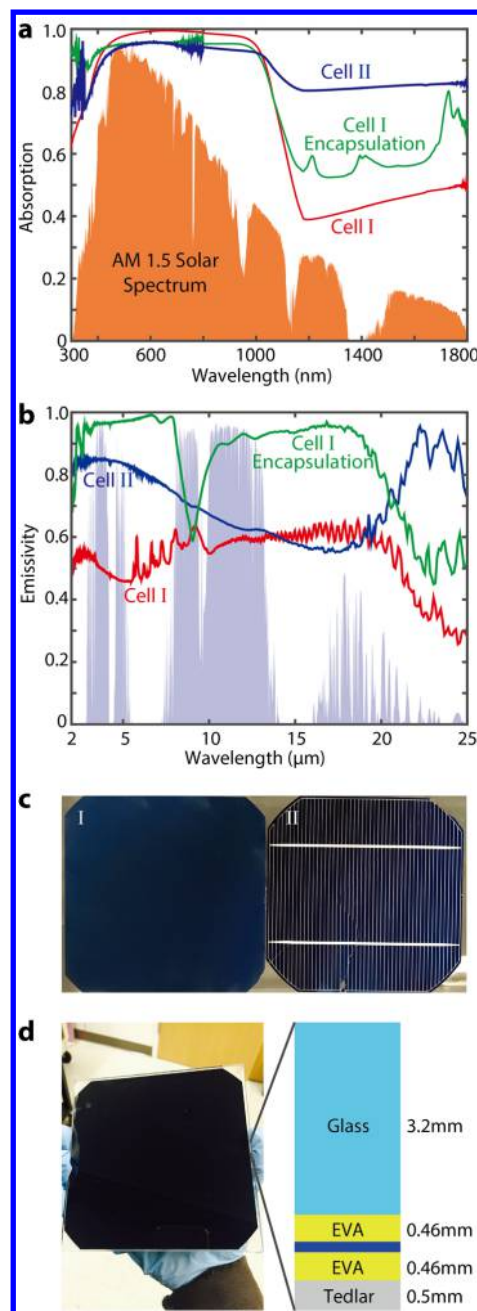 a
1.0
0.8
0.6
0.4
0.2
0
Absorption
Cell II
Cell I
Encapsulation
Cell I
AM 1.5 Solar
Spectrum
300
600
1000
1400
1800
Wavelength (nm)
b
1.0
0.8
0.6
0.4
0.2
0
Emissivity
Cell I
Encapsulation
Cell II
Cell I
2
5
10
15
20
25
Wavelength (μm)
c
I
II
d
Glass
3.2mm
EVA
0.46mm
EVA
0.46mm
Tedlar
0.5mm